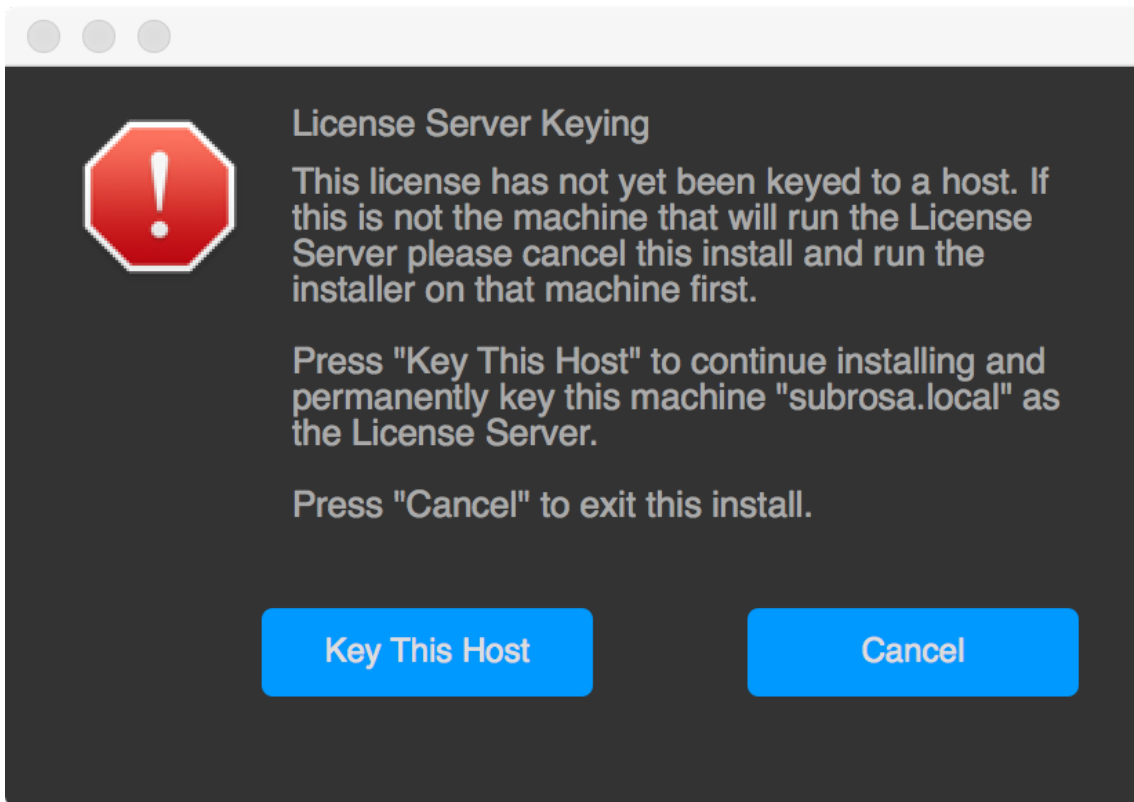 License Server Keying
This license has not yet been keyed to a host. If
this is not the machine that will run the License
Server please cancel this install and run the
installer on that machine first.
Press "Key This Host" to continue installing and
permanently key this machine "subrosa.local" as
the License Server.
Press "Cancel" to exit this install.
Key This Host
Cancel